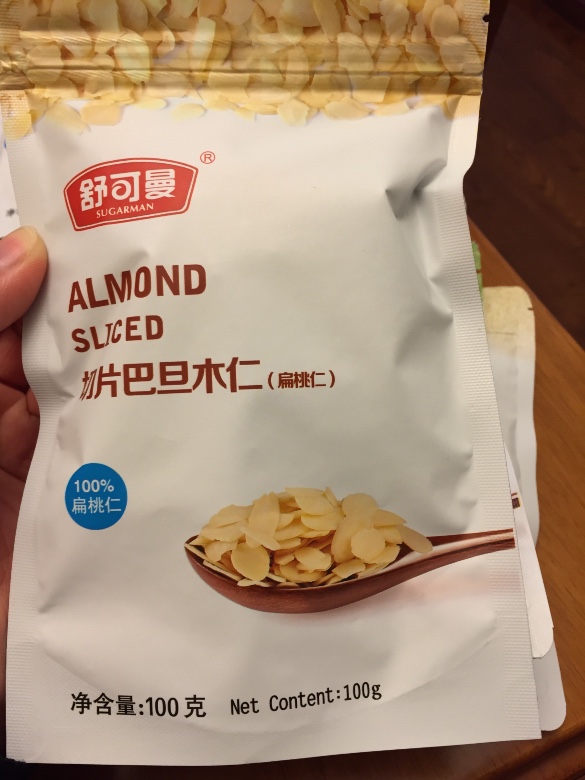 舒可曼®
SUGARMAN
ALMOND
SLICED
切片巴旦木仁(扁桃仁)
100%
扁桃仁
净含量:100克 Net Content:100g